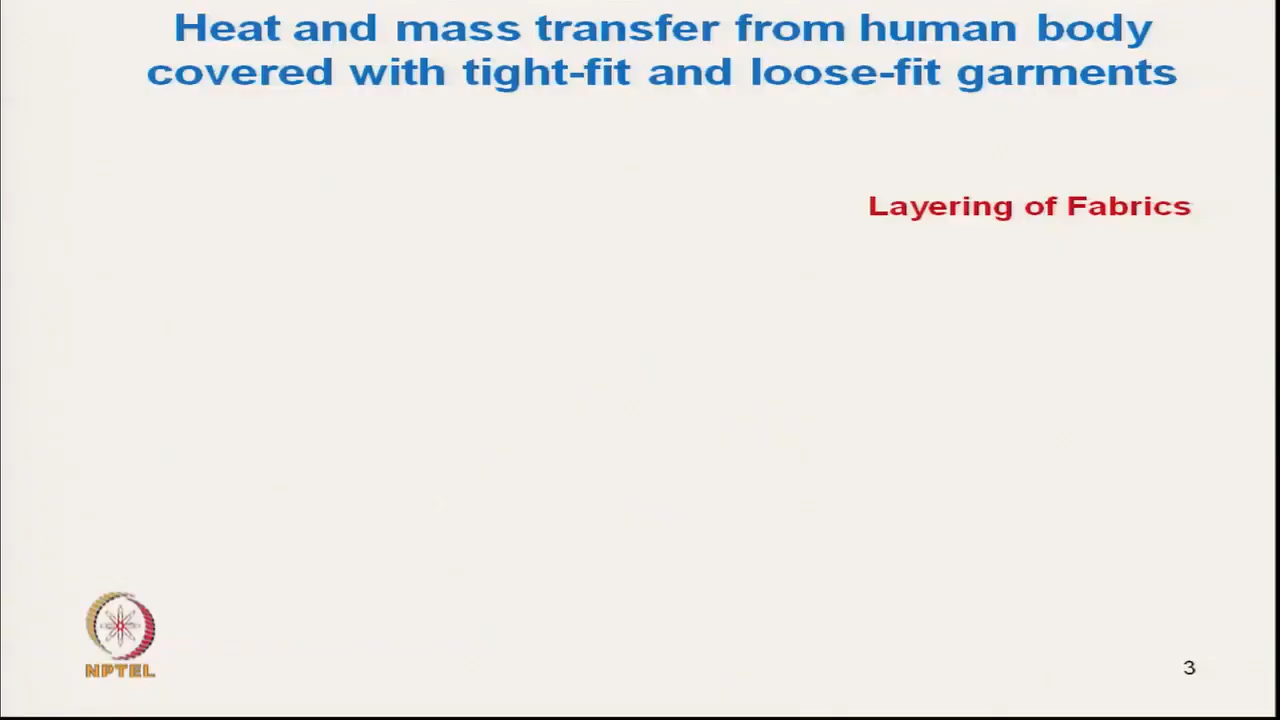 Heat and mass transfer from human body
covered with tight-fit and loose-fit garments
Layering of Fabrics
NPTEL
3